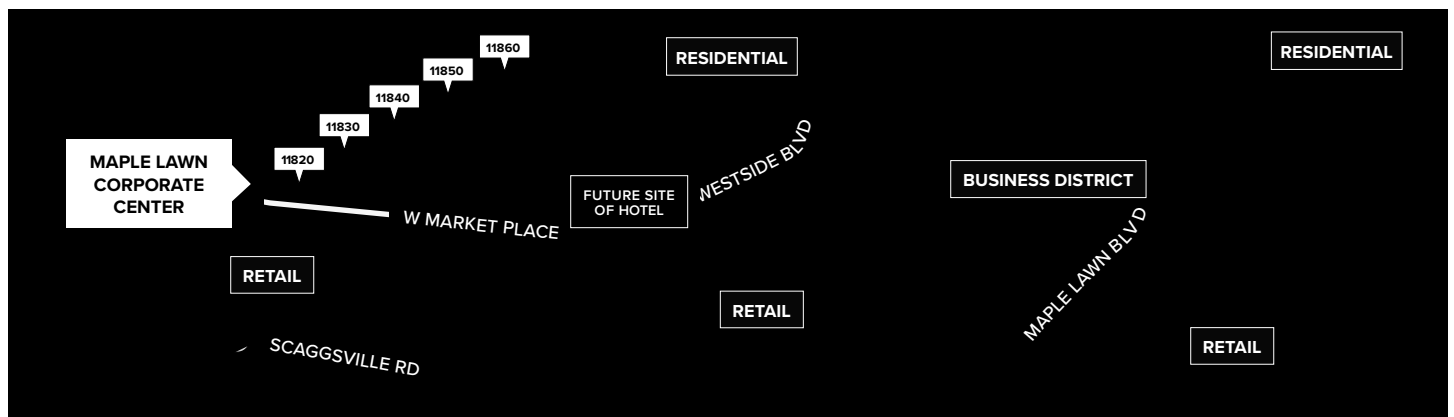 11860
RESIDENTIAL
RESIDENTIAL
11850
11840
11830
11820
MAPLE LAWN
CORPORATE
CENTER
WESTSIDE BLVD
BUSINESS DISTRICT
FUTURE SITE
OF HOTEL
W MARKET PLACE
MAPLE LAWN BLVD
RETAIL
RETAIL
RETAIL
SCAGGSVILLE RD